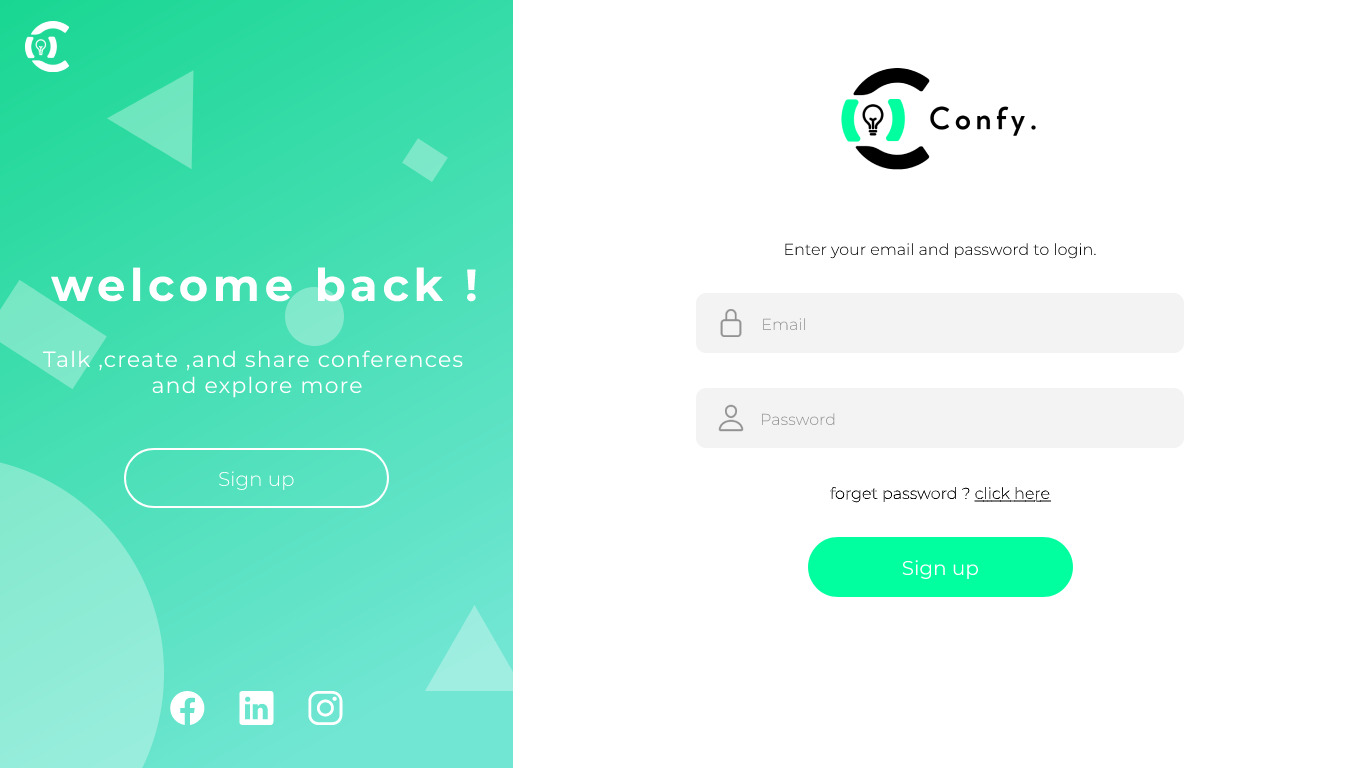 welcome back !
Talk ,create ,and share conferences
and explore more
Sign up
Confy.
Enter your email and password to login.
Email
Password
forget password ? click here
Sign up